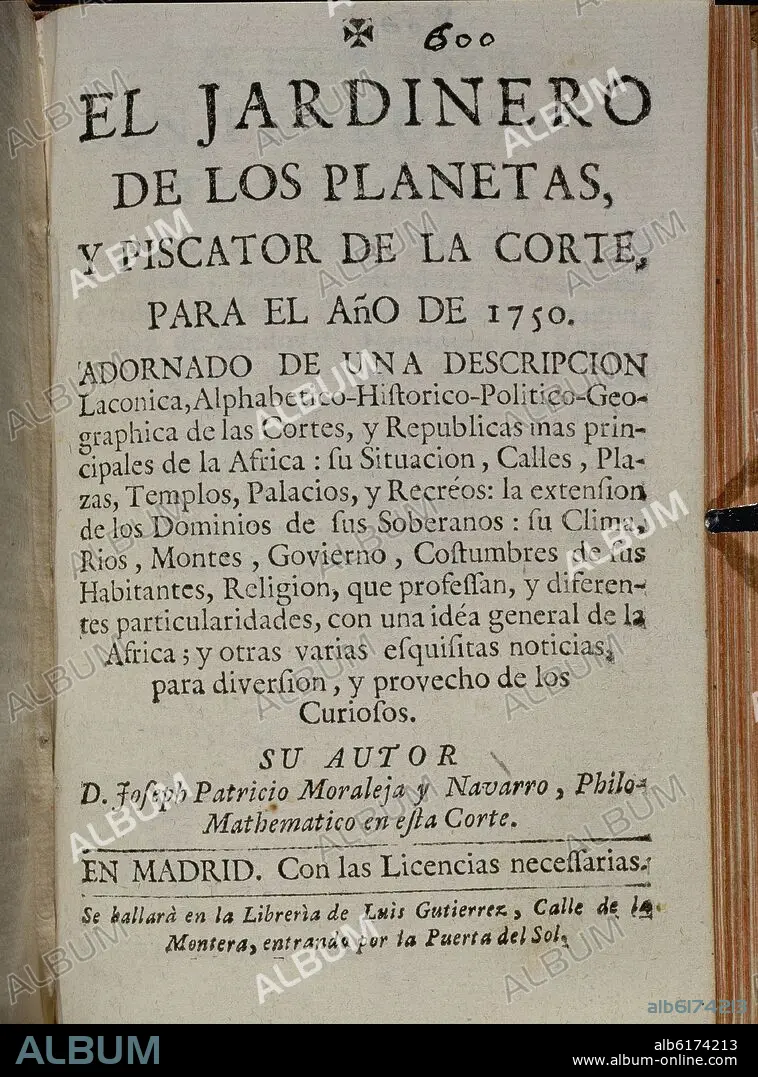 ✠ 600
EL JARDINERO
DE LOS PLANETAS,
Y PISCATOR DE LA CORTE,
PARA EL AñO DE 1750.
ADORNADO DE UNA DESCRIPCION
Laconica, Alphabetico-Hiſtorico-Politico-Geo-
graphica de las Cortes, y Republicas mas prin-
cipales de la Africa : ſu Situacion, Calles, Pla-
zas, Templos, Palacios, y Recréos: la extenſion
de los Dominios de ſus Soberanos : ſu Clima,
Rios, Montes, Govierno, Coſtumbres de ſus
Habitantes, Religion, que profeſſan, y diferen-
tes particularidades, con una idéa general de la
Africa; y otras varias eſquiſitas noticias,
para diverſion, y provecho de los
Curioſos.
SU AUTOR
D. Joſeph Patricio Moraleja y Navarro, Philo-
Mathematico en eſta Corte.
EN MADRID. Con las Licencias neceſſarias.
Se hallarà en la Librerìa de Luis Gutierrez, Calle de la
Montera, entrando por la Puerta del Sol.
alb6174213
ALBUM
alb6174213
www.album-online.com